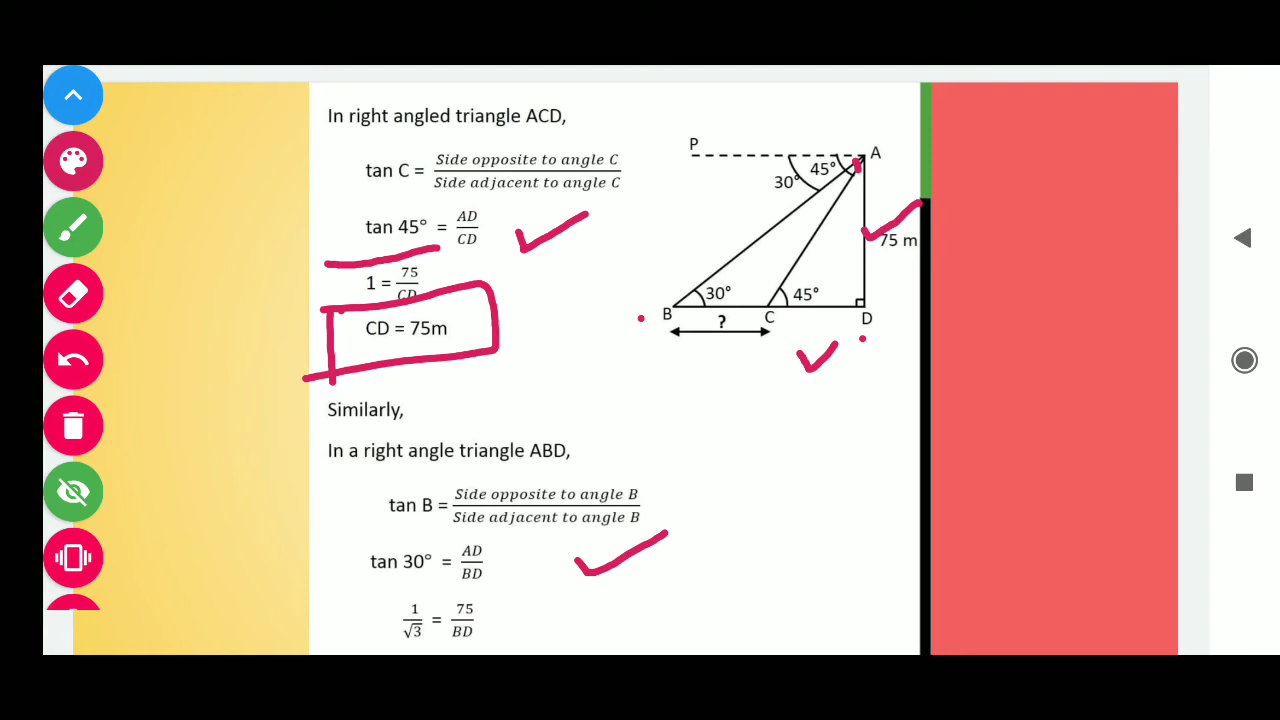 In right angled triangle ACD,
tan C = Side opposite to angle C / Side adjacent to angle C
tan 45° = AD / CD
1 = 75 / CD
CD = 75m
Similarly,
In a right angle triangle ABD,
tan B = Side opposite to angle B / Side adjacent to angle B
tan 30° = AD / BD
1 / √3 = 75 / BD
P
A
45°
30°
75 m
30°
45°
B
C
D
?